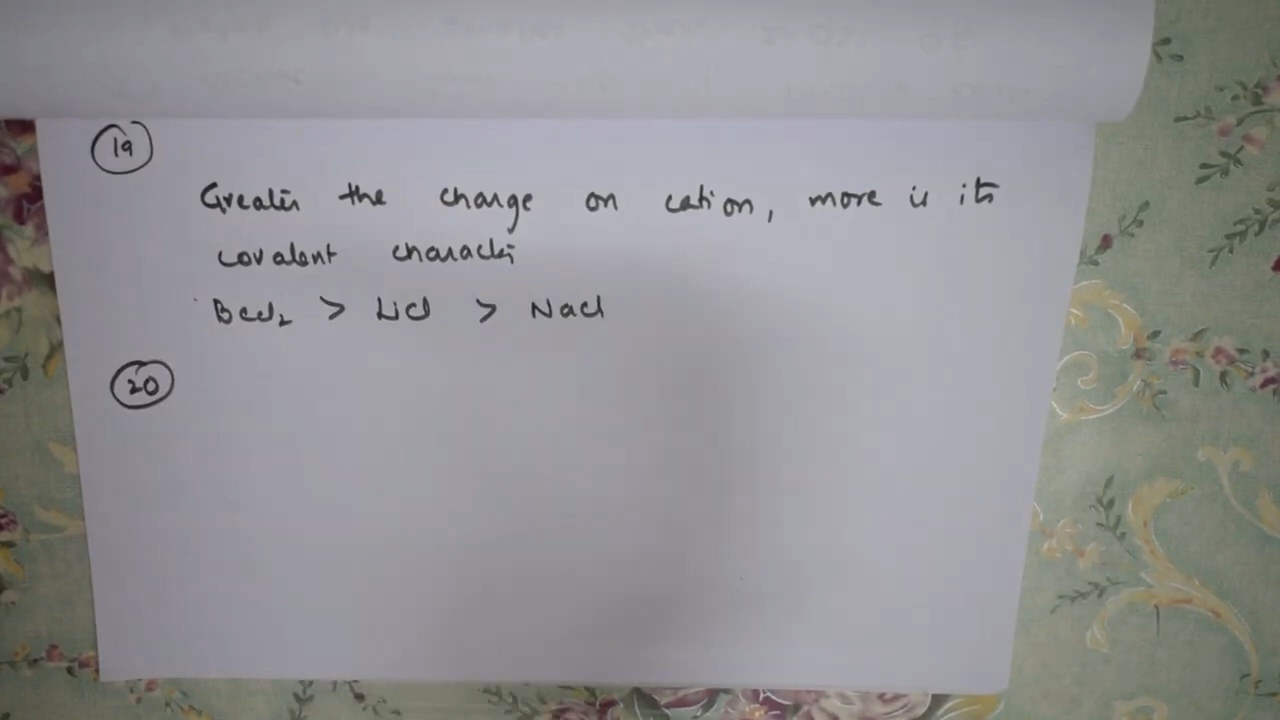 19
Greater the charge on cation, more is its
covalent character
BeCl2 > LiCl > NaCl
20